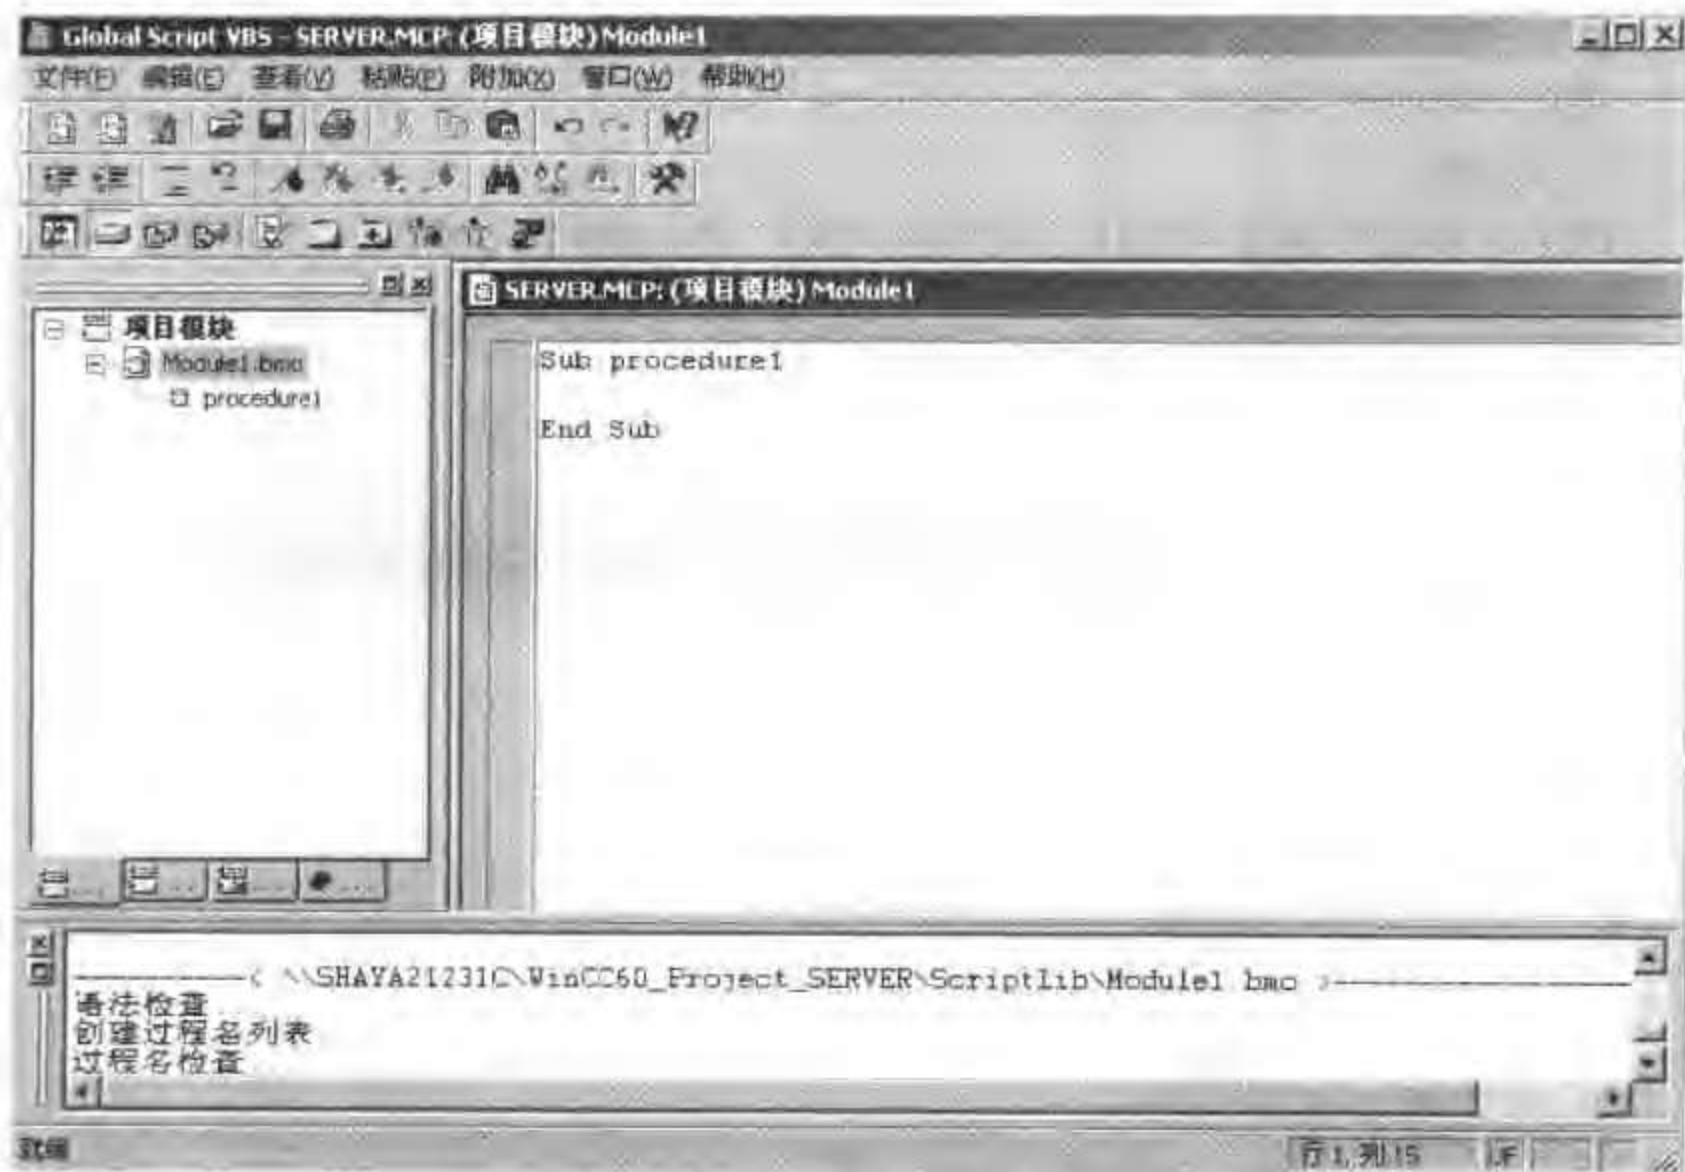 Global Script VBS - SERVER.MCP: (项目模块) Module1
文件(F) 编辑(E) 查看(V) 粘贴(P) 附加(X) 窗口(W) 帮助(H)
SERVER.MCP: (项目模块) Module1
项目模块
Module1.bmo
procedure1
Sub procedure1
End Sub
< \\SHAYA21231C\WinCC60_Project_SERVER\Scriptlib\Module1.bmo >
语法检查...
创建过程名列表
过程名检查
就绪
行 1, 列 15